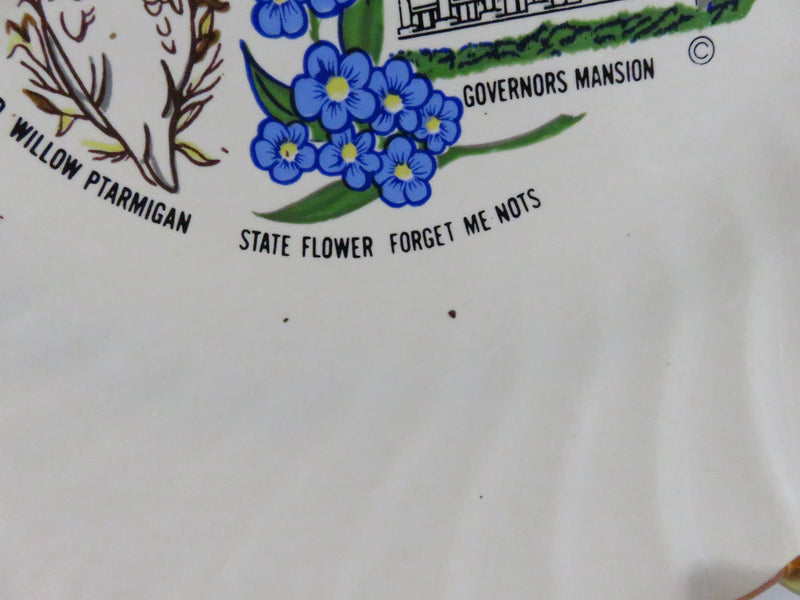 WILLOW PTARMIGAN
STATE FLOWER FORGET ME NOTS
GOVERNORS MANSION
©